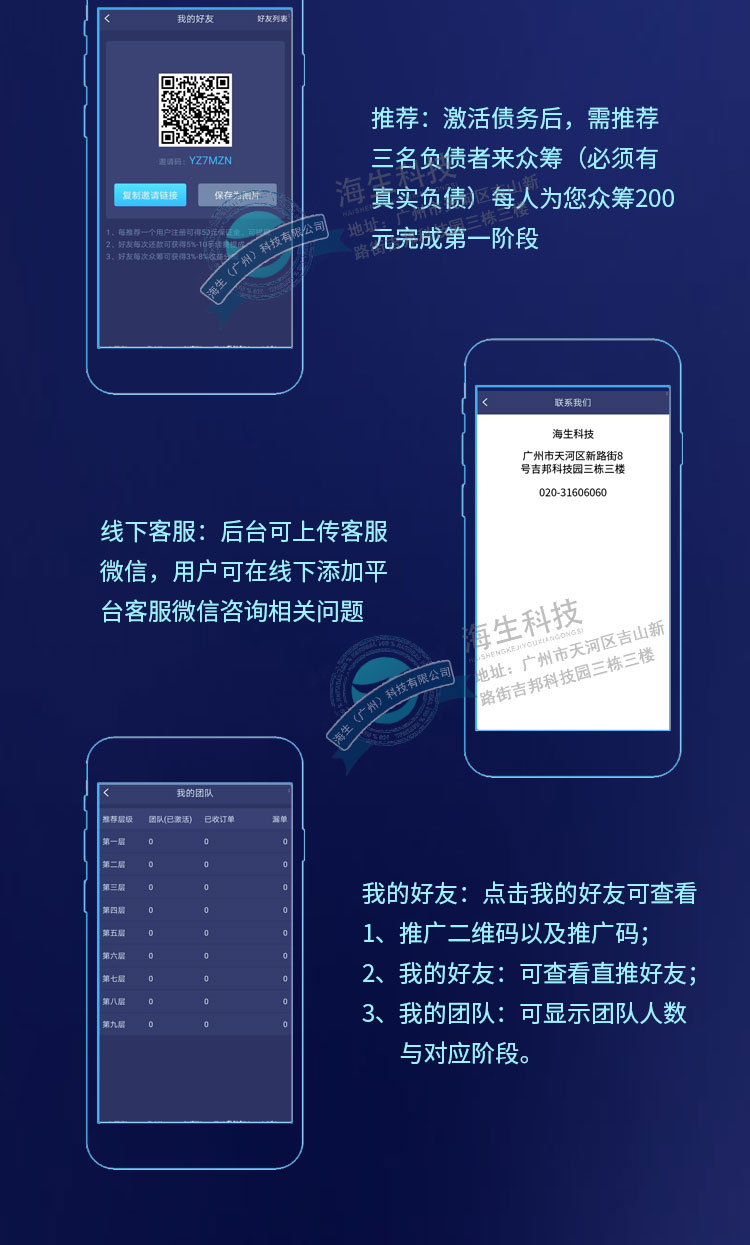 我的好友
好友列表
邀请码：YZ7MZN
复制邀请链接
保存为图片
1、每推荐一个用户注册可得
2、好友每次还款可获得5%-10
3、好友每次众筹可获得3%-8%收益
推荐：激活债务后，需推荐
三名负债者来众筹（必须有
真实负债）每人为您众筹200
元完成第一阶段
海生科技
地址：广州市天河区吉山新
路街吉邦科技园三栋三楼
海生（广州）科技有限公司
联系我们
海生科技
广州市天河区新路街8
号吉邦科技园三栋三楼
020-31606060
线下客服：后台可上传客服
微信，用户可在线下添加平
台客服微信咨询相关问题
海生科技
HAISHENGKEJIYOUXIANGONGSI
地址：广州市天河区吉山新
路街吉邦科技园三栋三楼
海生（广州）科技有限公司
我的团队
推荐层级 团队(已激活) 已收订单 漏单
第一层 0 0 0
第二层 0 0 0
第三层 0 0 0
第四层 0 0 0
第五层 0 0 0
第六层 0 0 0
第七层 0 0 0
第八层 0 0 0
第九层 0 0 0
我的好友：点击我的好友可查看
1、推广二维码以及推广码；
2、我的好友：可查看直推好友；
3、我的团队：可显示团队人数
与对应阶段。